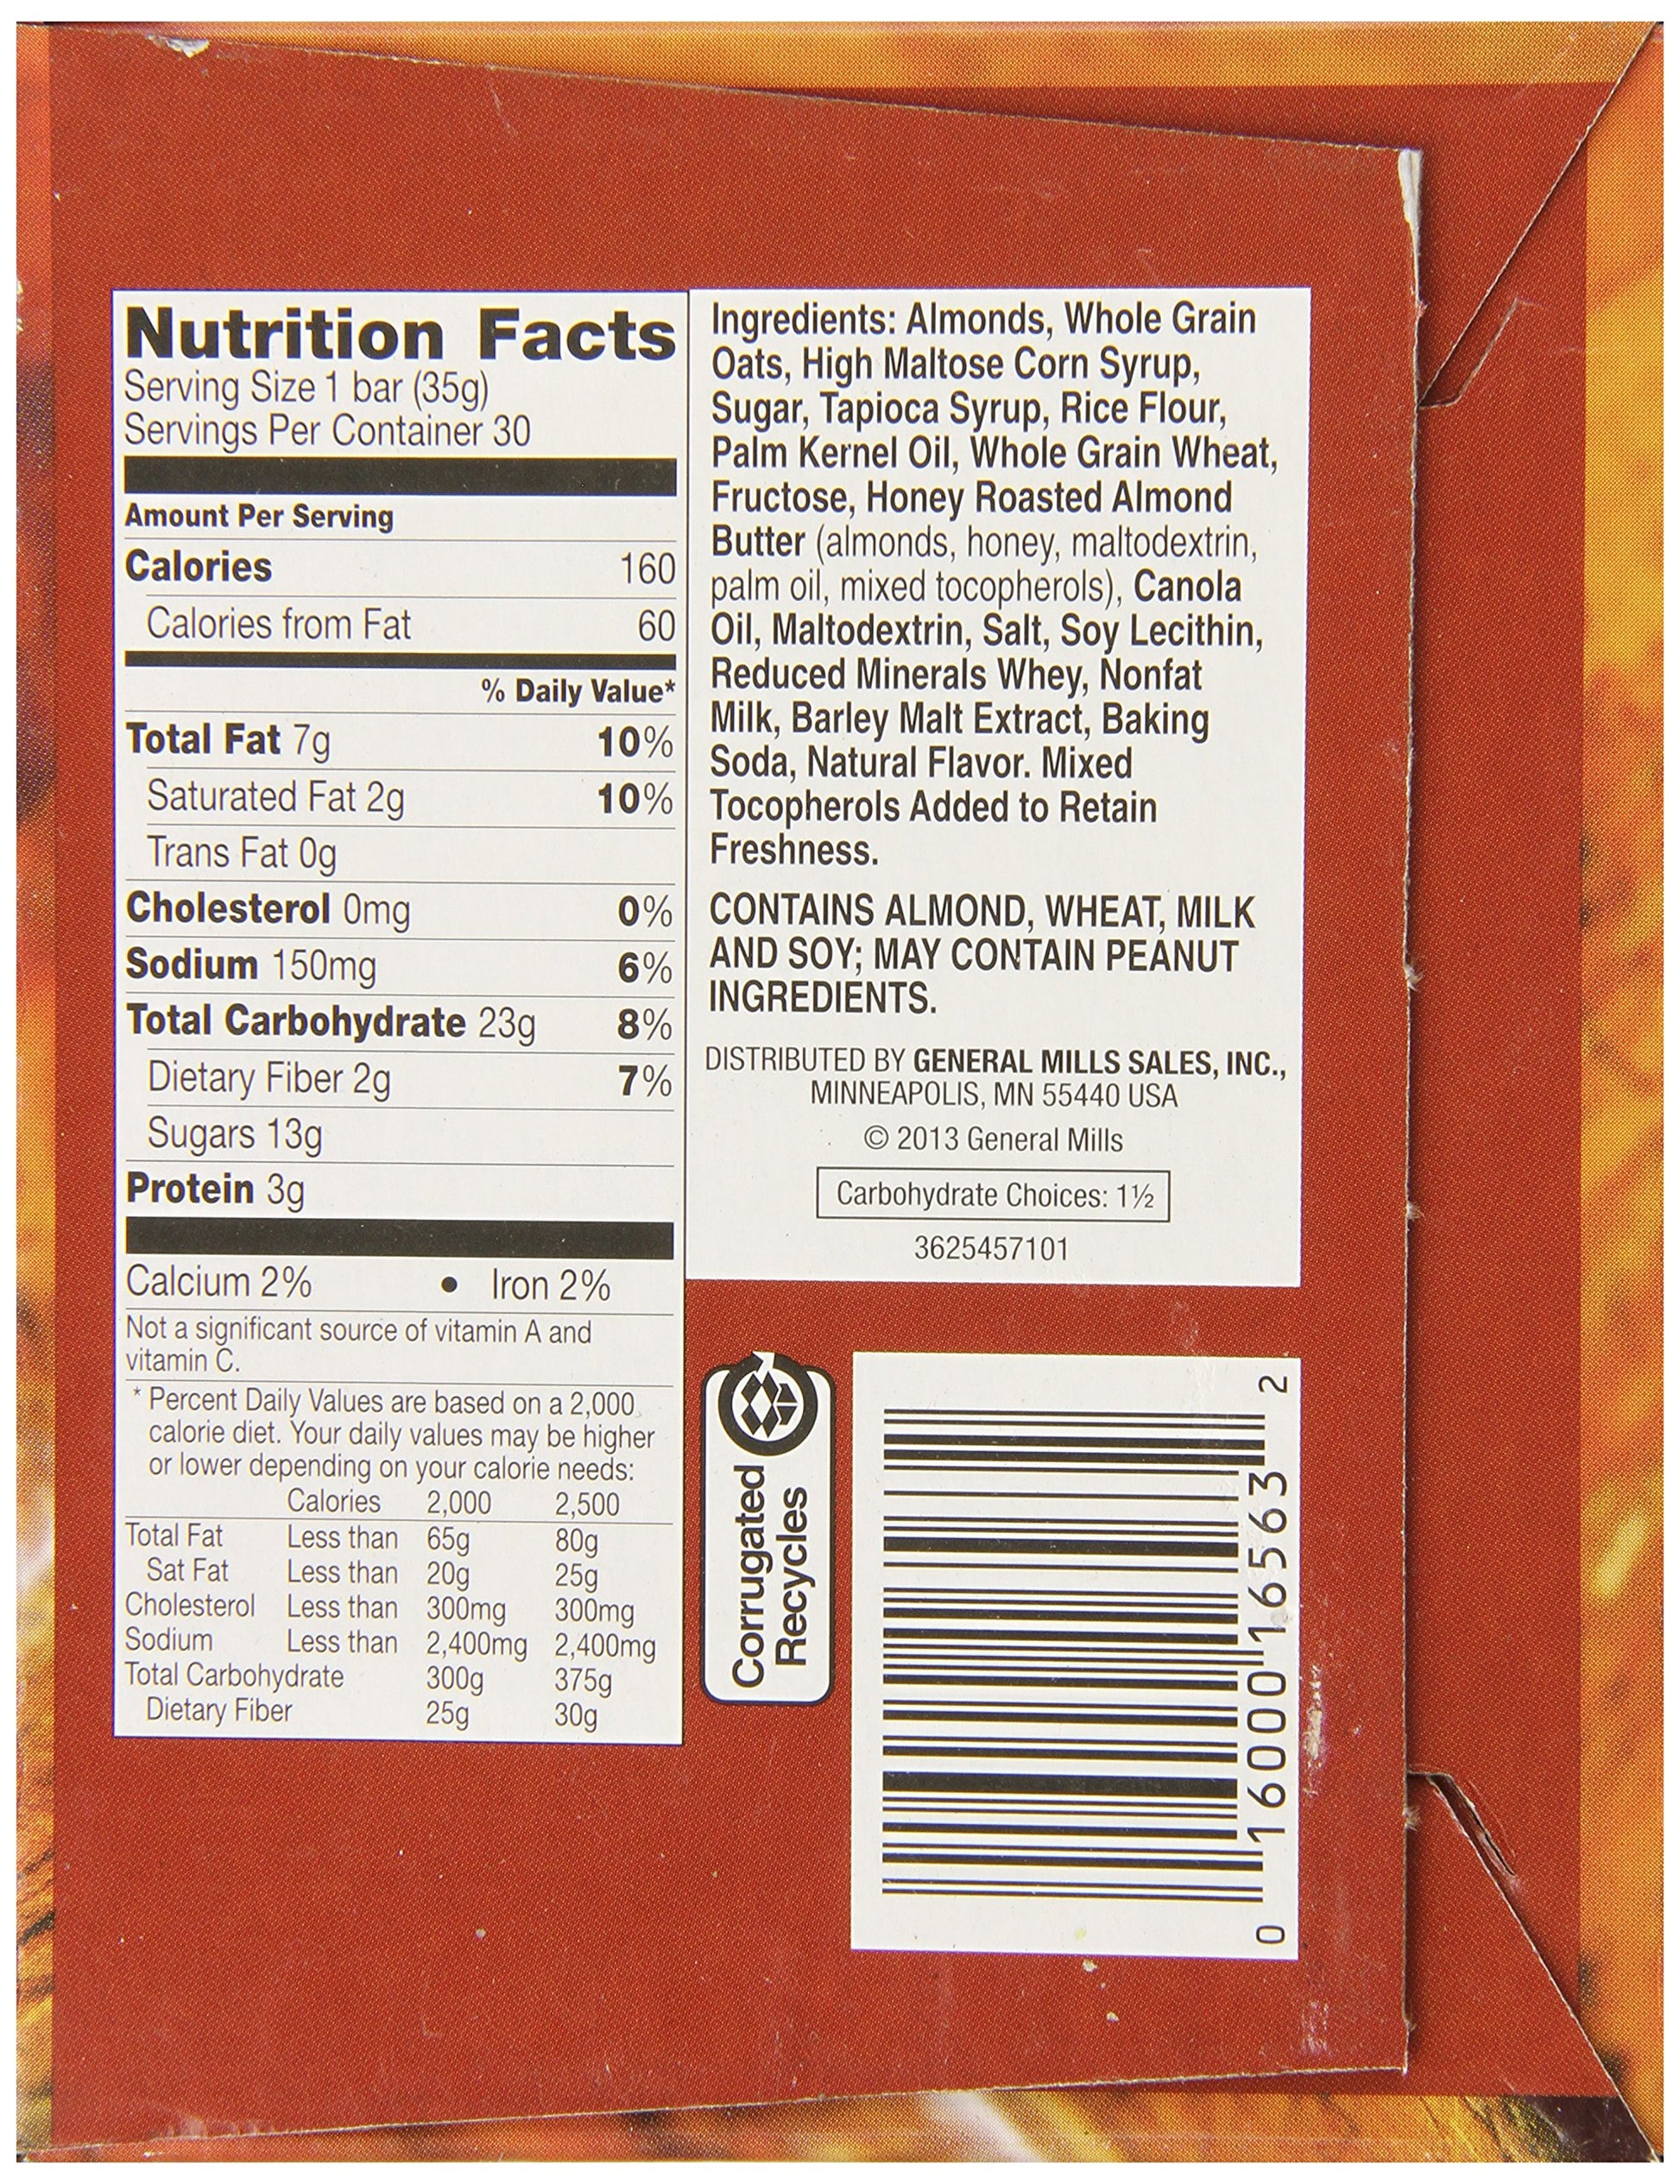 Nutrition Facts
Serving Size 1 bar (35g)
Servings Per Container 30
Amount Per Serving
Calories 160
Calories from Fat 60
% Daily Value*
Total Fat 7g 10%
Saturated Fat 2g 10%
Trans Fat 0g
Cholesterol 0mg 0%
Sodium 150mg 6%
Total Carbohydrate 23g 8%
Dietary Fiber 2g 7%
Sugars 13g
Protein 3g
Calcium 2% • Iron 2%
Not a significant source of vitamin A and
vitamin C.
* Percent Daily Values are based on a 2,000
calorie diet. Your daily values may be higher
or lower depending on your calorie needs:
Calories 2,000 2,500
Total Fat Less than 65g 80g
Sat Fat Less than 20g 25g
Cholesterol Less than 300mg 300mg
Sodium Less than 2,400mg 2,400mg
Total Carbohydrate 300g 375g
Dietary Fiber 25g 30g
Ingredients: Almonds, Whole Grain
Oats, High Maltose Corn Syrup,
Sugar, Tapioca Syrup, Rice Flour,
Palm Kernel Oil, Whole Grain Wheat,
Fructose, Honey Roasted Almond
Butter (almonds, honey, maltodextrin,
palm oil, mixed tocopherols), Canola
Oil, Maltodextrin, Salt, Soy Lecithin,
Reduced Minerals Whey, Nonfat
Milk, Barley Malt Extract, Baking
Soda, Natural Flavor. Mixed
Tocopherols Added to Retain
Freshness.
CONTAINS ALMOND, WHEAT, MILK
AND SOY; MAY CONTAIN PEANUT
INGREDIENTS.
DISTRIBUTED BY GENERAL MILLS SALES, INC.,
MINNEAPOLIS, MN 55440 USA
© 2013 General Mills
Carbohydrate Choices: 1½
3625457101
Corrugated
Recycles
0 16000 16563 2